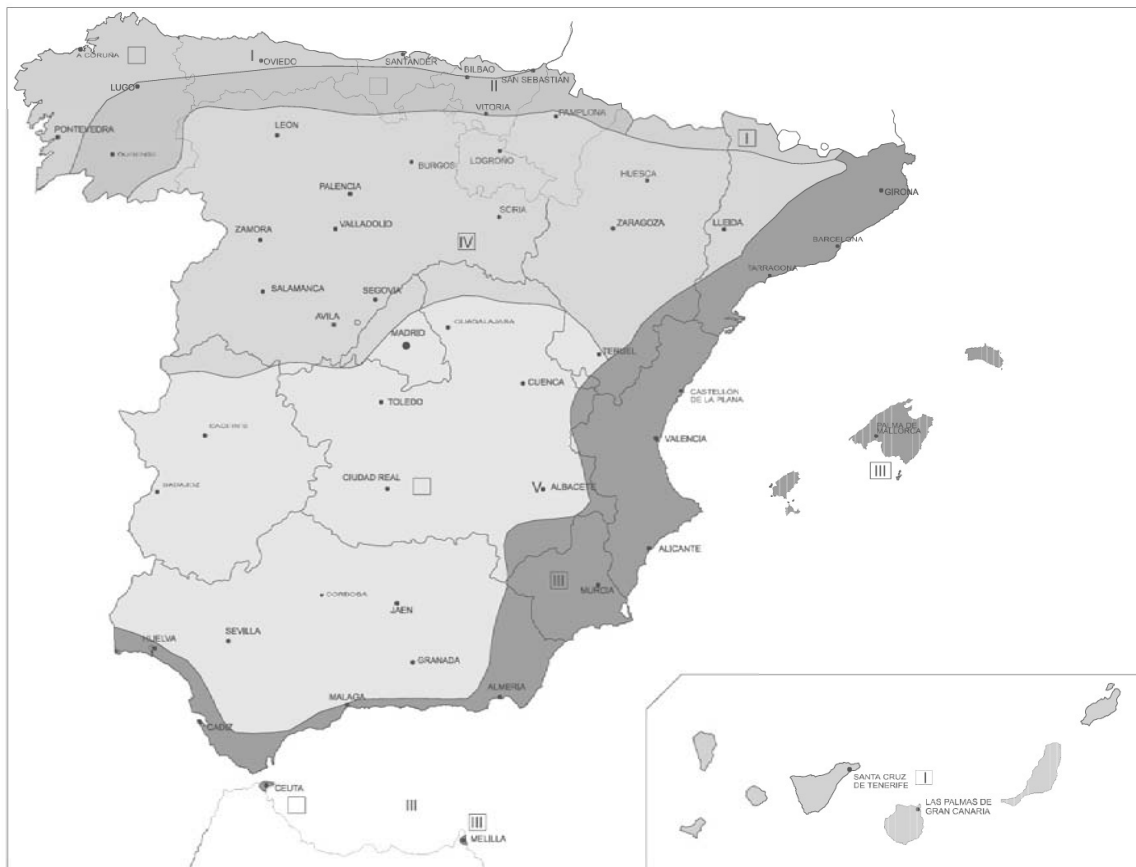 A CORUÑA
I
OVIEDO
SANTANDER
BILBAO
SAN SEBASTIAN
LUGO
II
VITORIA
PAMPLONA
PONTEVEDRA
LEON
I
BURGOS
LOGROÑO
HUESCA
GIRONA
PALENCIA
SORIA
ZAMORA
VALLADOLID
IV
ZARAGOZA
LLEIDA
BARCELONA
TARRAGONA
SALAMANCA
SEGOVIA
AVILA
MADRID
GUADALAJARA
TERUEL
CUENCA
TOLEDO
CASTELLÓN
DE LA PLANA
CACERES
VALENCIA
PALMA DE
MALLORCA
III
CIUDAD REAL
BADAJOZ
V
ALBACETE
ALICANTE
III
MURCIA
CORDOBA
JAEN
HUELVA
SEVILLA
GRANADA
MALAGA
ALMERIA
CADIZ
CEUTA
III
III
MELILLA
SANTA CRUZ
DE TENERIFE
I
LAS PALMAS DE
GRAN CANARIA